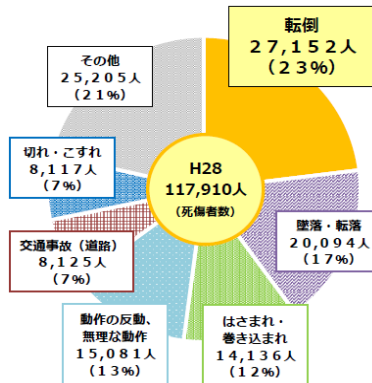 転倒
27,152人
(23%)
墜落・転落
20,094人
(17%)
はさまれ・
巻き込まれ
14,136人
(12%)
動作の反動、
無理な動作
15,081人
(13%)
交通事故（道路）
8,125人
(7%)
切れ・こすれ
8,117人
(7%)
その他
25,205人
(21%)
H28
117,910人
（死傷者数）